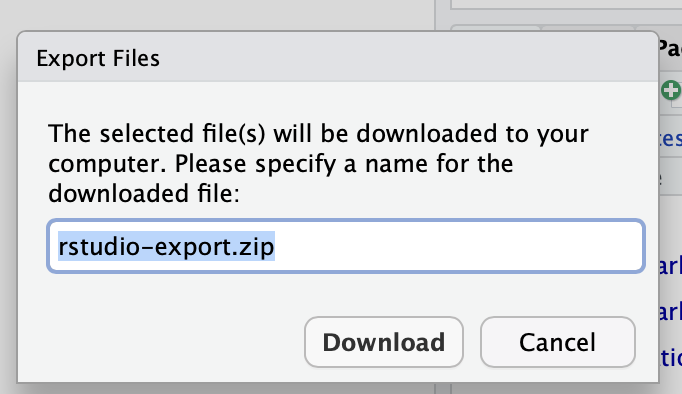 Export Files
The selected file(s) will be downloaded to your
computer. Please specify a name for the
downloaded file:
rstudio-export.zip
Download
Cancel